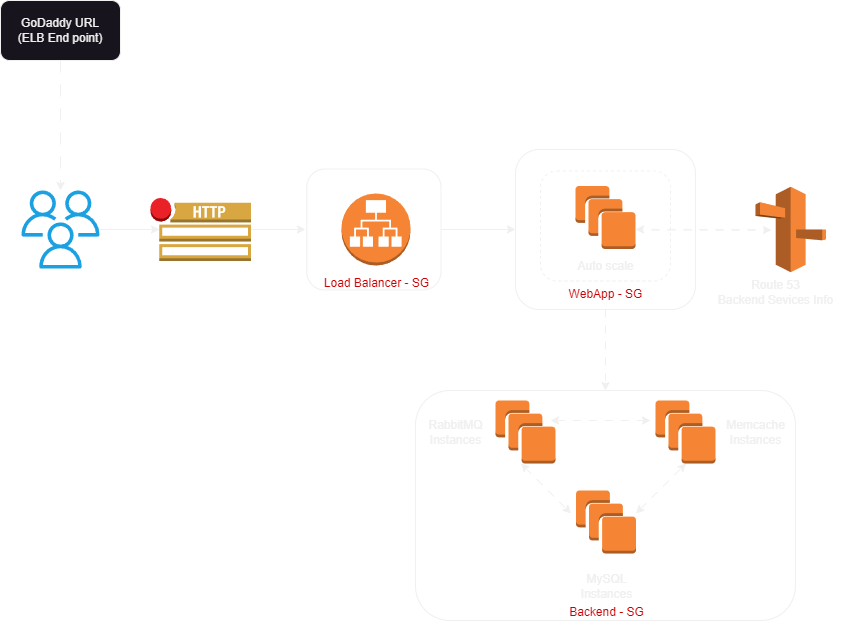 GoDaddy URL
(ELB End point)
HTTP
Load Balancer - SG
Auto scale
WebApp - SG
Route 53
Backend Sevices Info
RabbitMQ
Instances
Memcache
Instances
MySQL
Instances
Backend - SG